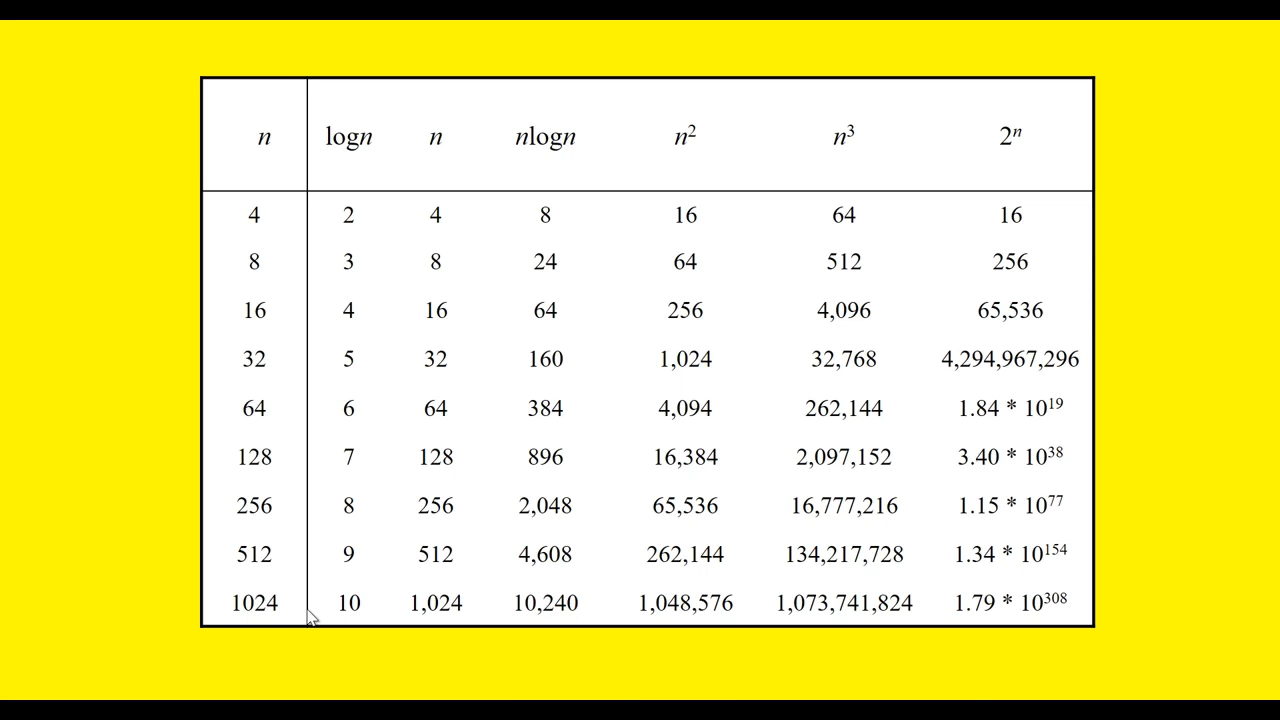 n logn n nlogn n² n³ 2ⁿ
4 2 4 8 16 64 16
8 3 8 24 64 512 256
16 4 16 64 256 4,096 65,536
32 5 32 160 1,024 32,768 4,294,967,296
64 6 64 384 4,094 262,144 1.84 * 10¹⁹
128 7 128 896 16,384 2,097,152 3.40 * 10³⁸
256 8 256 2,048 65,536 16,777,216 1.15 * 10⁷⁷
512 9 512 4,608 262,144 134,217,728 1.34 * 10¹⁵⁴
1024 10 1,024 10,240 1,048,576 1,073,741,824 1.79 * 10³⁰⁸